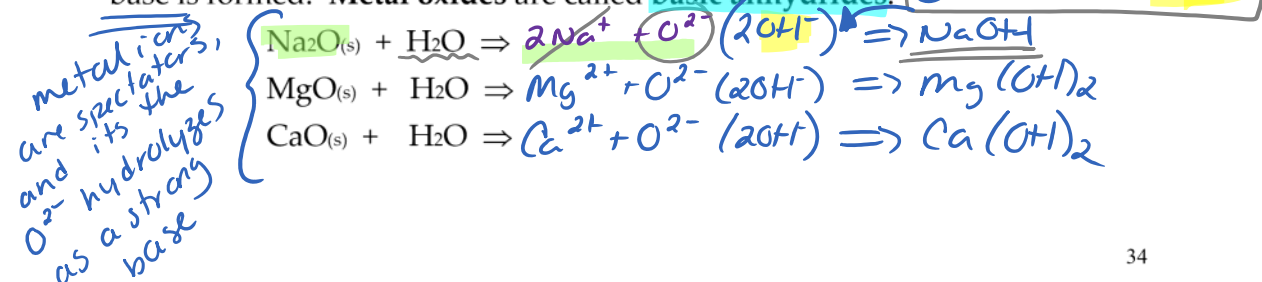 base is formed. Metal oxides are called basic anhydrides.
Na2O(s) + H2O ⇒ 2Na⁺ + O²⁻ (2OH⁻) ⇒ NaOH
MgO(s) + H2O ⇒ Mg²⁺ + O²⁻ (2OH⁻) ⇒ Mg(OH)₂
CaO(s) + H2O ⇒ Ca²⁺ + O²⁻ (2OH⁻) ⇒ Ca(OH)₂
metal ions
are spectators,
and its the
O²⁻ hydrolyzes
as a strong
base
34